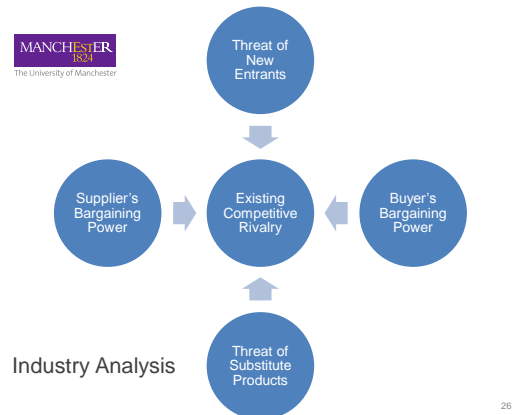 MANCHESTER
1824
The University of Manchester
Threat of
New
Entrants
Supplier's
Bargaining
Power
Existing
Competitive
Rivalry
Buyer's
Bargaining
Power
Threat of
Substitute
Products
Industry Analysis
26